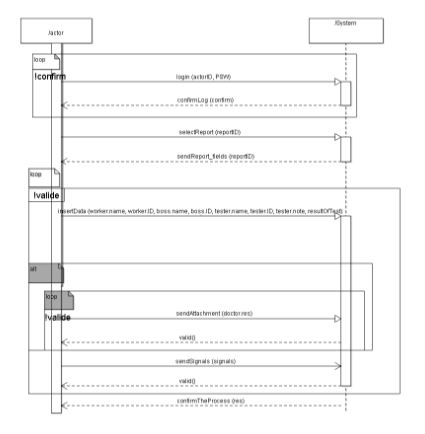 /actor
/System
loop
!confirm
login (actorID, PSW)
confirmLog (confirm)
selectReport (reportID)
sendReport_fields (reportID)
loop
!valide
insertData (worker.name, worker.ID, boss.name, boss.ID, tester.name, tester.ID, tester.note, resultOfTest)
alt
loop
!valide
sendAttachment (doctor.res)
valid()
sendSignals (signals)
valid()
confirmTheProcess (res)